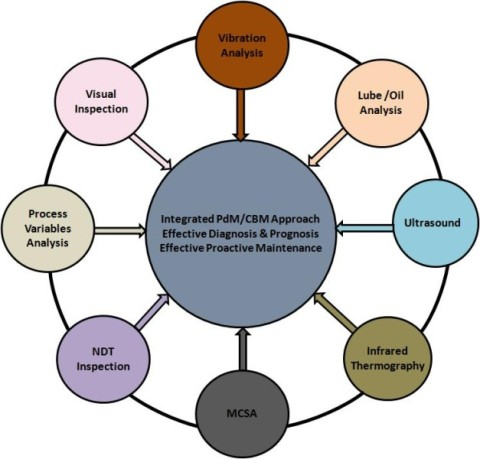 Vibration
Analysis
Lube /Oil
Analysis
Ultrasound
Infrared
Thermography
MCSA
NDT
Inspection
Process
Variables
Analysis
Visual
Inspection
Integrated PdM/CBM Approach
Effective Diagnosis & Prognosis
Effective Proactive Maintenance